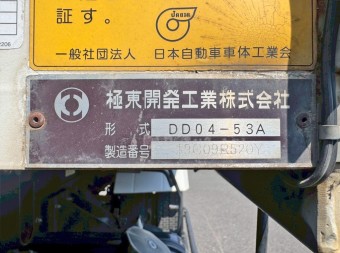 証す。
一般社団法人 日本自動車車体工業会
極東開発工業株式会社
形式 DD04-53A
製造番号